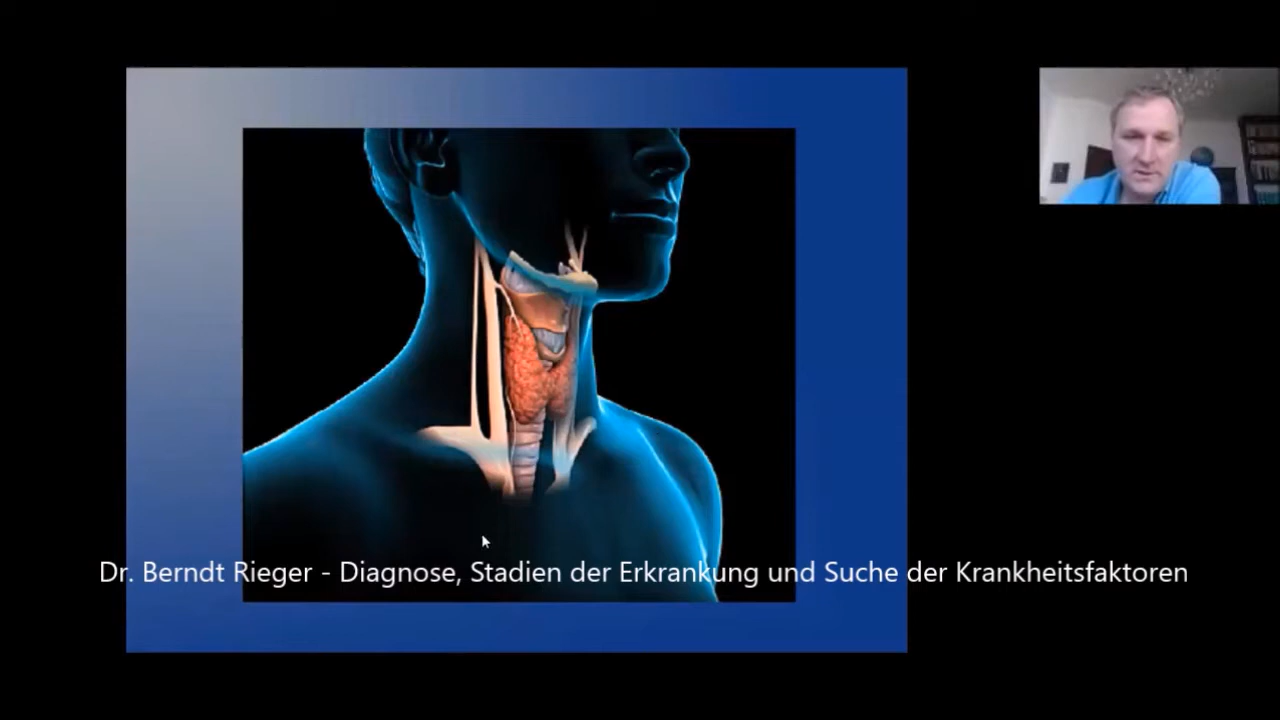 Dr. Berndt Rieger - Diagnose, Stadien der Erkrankung und Suche der Krankheitsfaktoren